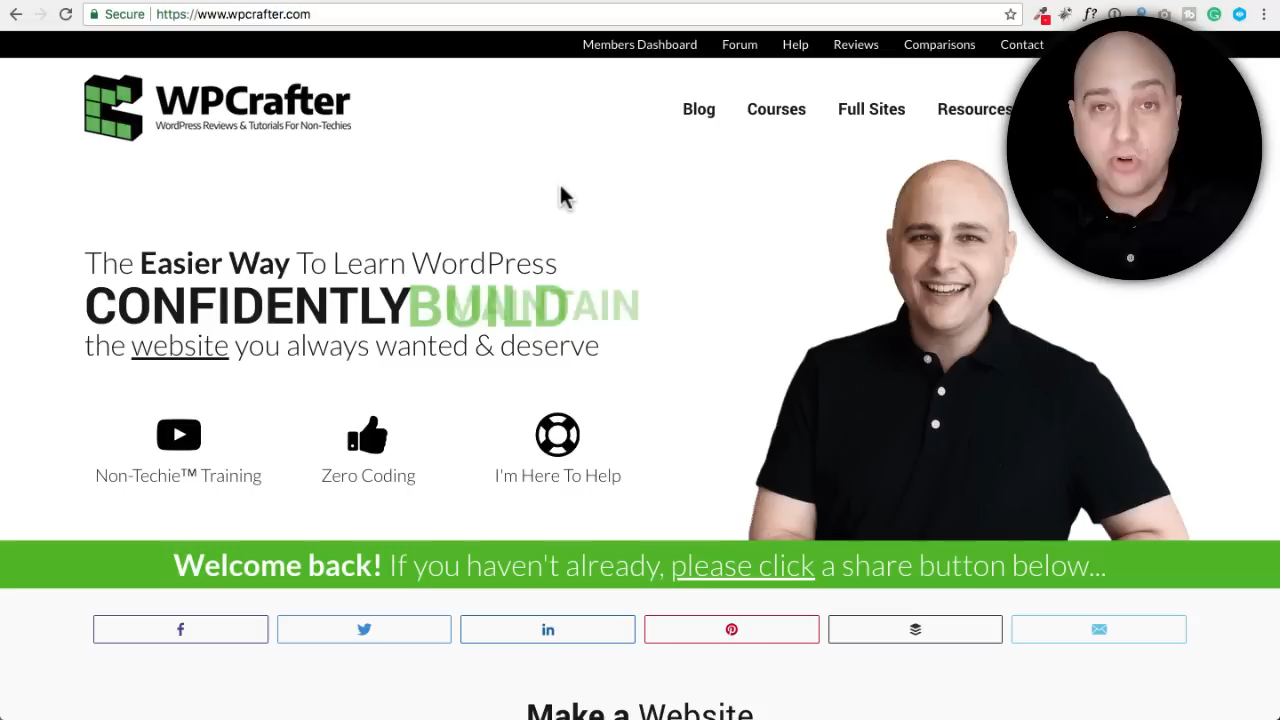 Secure https://www.wpcrafter.com
f?
Members Dashboard Forum Help Reviews Comparisons Contact
WPCrafter
WordPress Reviews & Tutorials For Non-Techies
Blog Courses Full Sites Resources
The Easier Way To Learn WordPress
CONFIDENTLY BUILD MAINTAIN
the website you always wanted & deserve
Non-Techie™ Training Zero Coding I'm Here To Help
Welcome back! If you haven't already, please click a share button below...
Make a Website